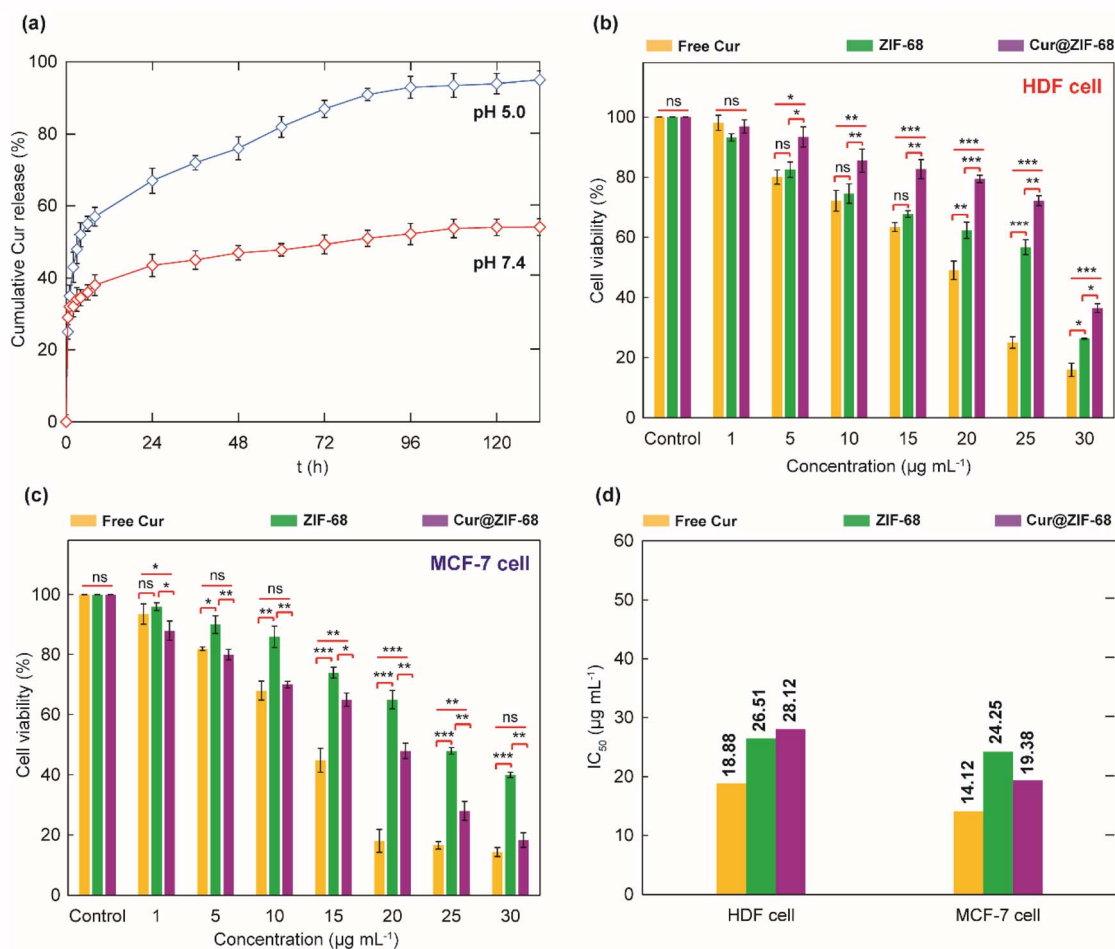 (a)
100
80
60
40
20
0
Cumulative Cur release (%)
pH 5.0
pH 7.4
0 24 48 72 96 120
t (h)
(b)
Free Cur ZIF-68 Cur@ZIF-68
HDF cell
120
100
80
60
40
20
0
Cell viability (%)
ns ns * ** *** *** *** ***
* ** ** *** ** *
ns ns ns ** *** *
Control 1 5 10 15 20 25 30
Concentration (µg mL⁻¹)
(c)
Free Cur ZIF-68 Cur@ZIF-68
MCF-7 cell
120
100
80
60
40
20
0
Cell viability (%)
ns * ns ns ** *** ** ns
ns * * ** ** ** *** * *** ** *** ** *** **
Control 1 5 10 15 20 25 30
Concentration (µg mL⁻¹)
(d)
Free Cur ZIF-68 Cur@ZIF-68
60
50
40
30
20
10
0
IC₅₀ (µg mL⁻¹)
18.88 26.51 28.12
14.12 24.25 19.38
HDF cell MCF-7 cell